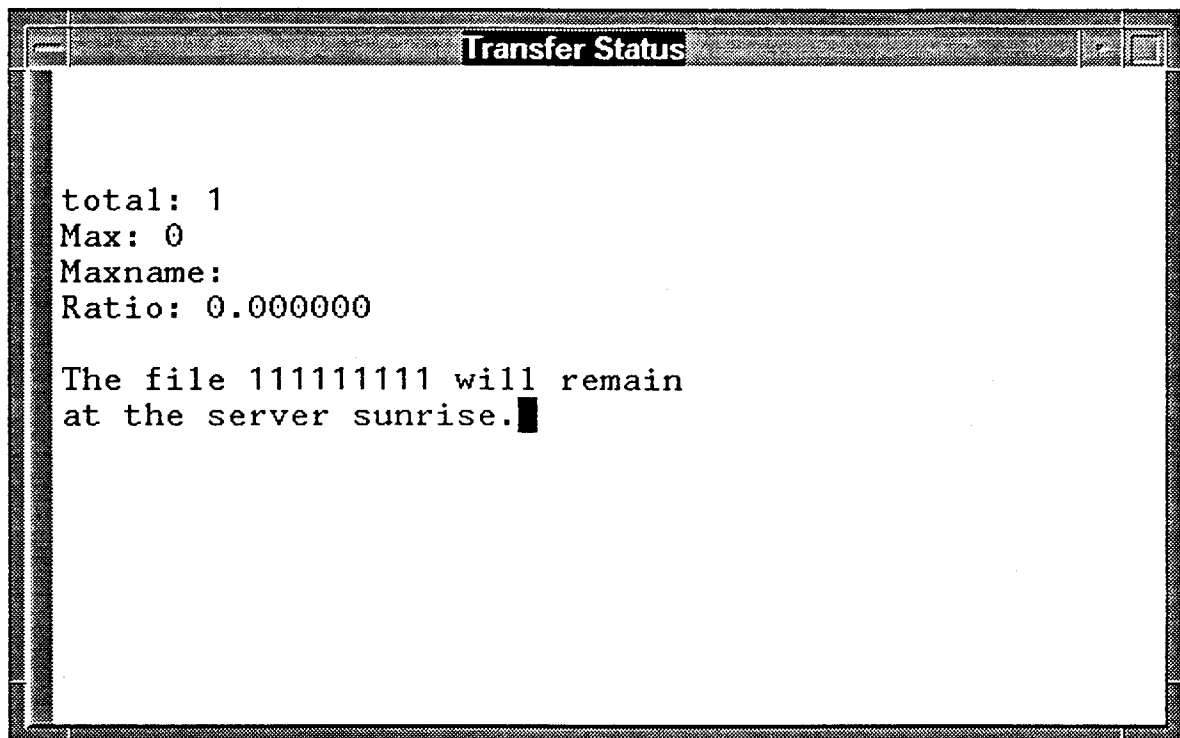 Transfer Status
total: 1
Max: 0
Maxname:
Ratio: 0.000000
The file 111111111 will remain
at the server sunrise.